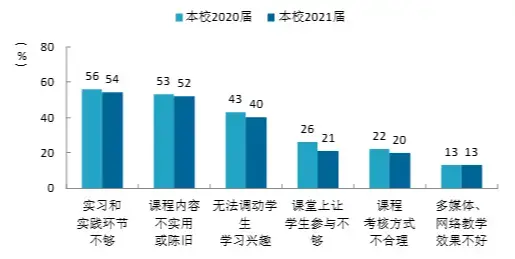 本校2020届 本校2021届
(%)
80
60
40
20
0
56 54 53 52 43 40 26 21 22 20 13 13
实习和
实践环节
不够
课程内容
不实用
或陈旧
无法调动学
生
学习兴趣
课堂上让
学生参与不
够
课程
考核方式
不合理
多媒体、
网络教学
效果不好